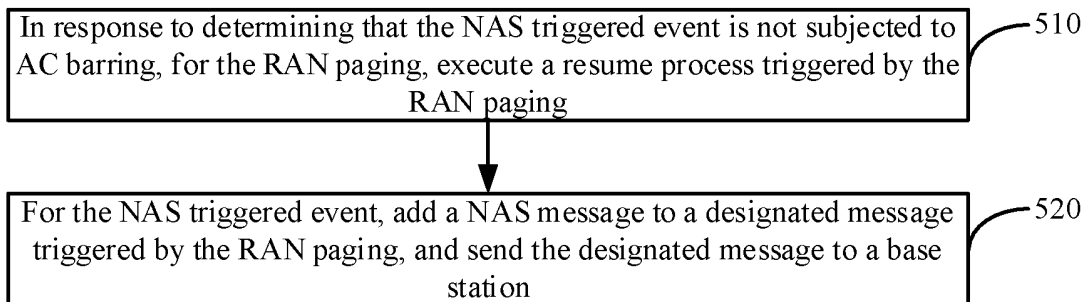 In response to determining that the NAS triggered event is not subjected to
AC barring, for the RAN paging, execute a resume process triggered by the
RAN paging
510
For the NAS triggered event, add a NAS message to a designated message
triggered by the RAN paging, and send the designated message to a base
station
520